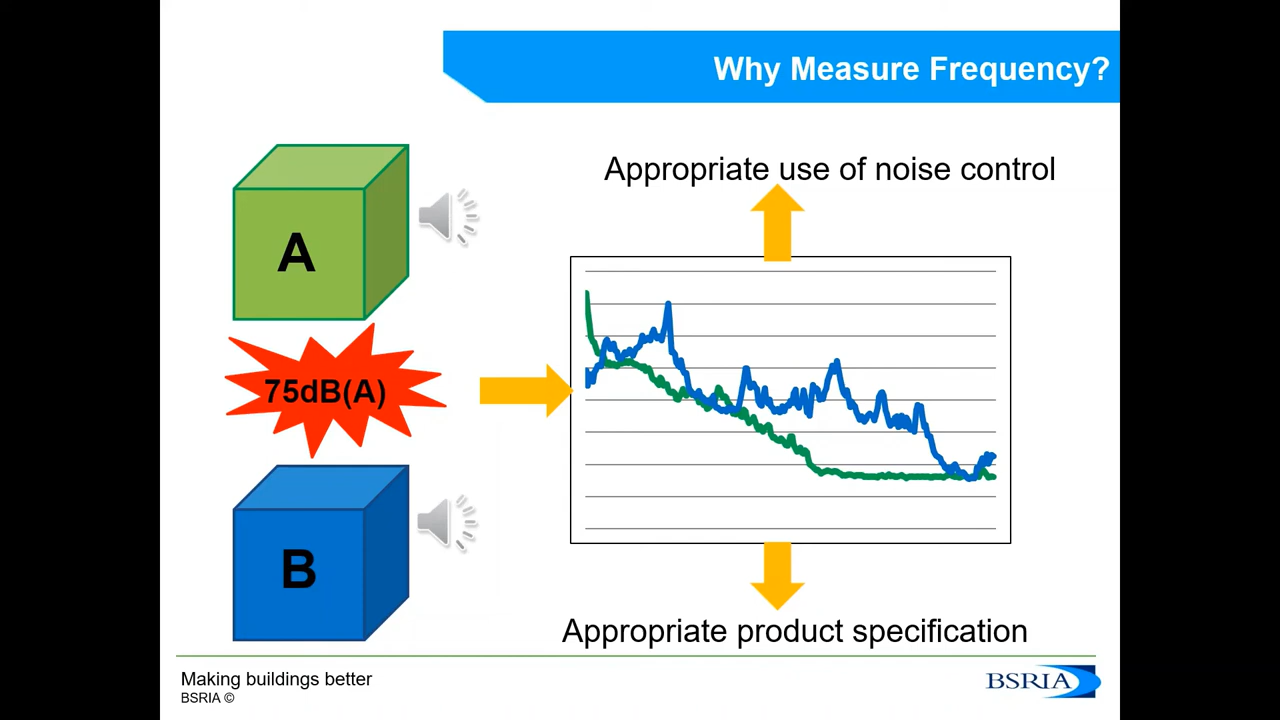 Why Measure Frequency?
Appropriate use of noise control
A
75dB(A)
B
Appropriate product specification
Making buildings better
BSRIA ©
BSRIA